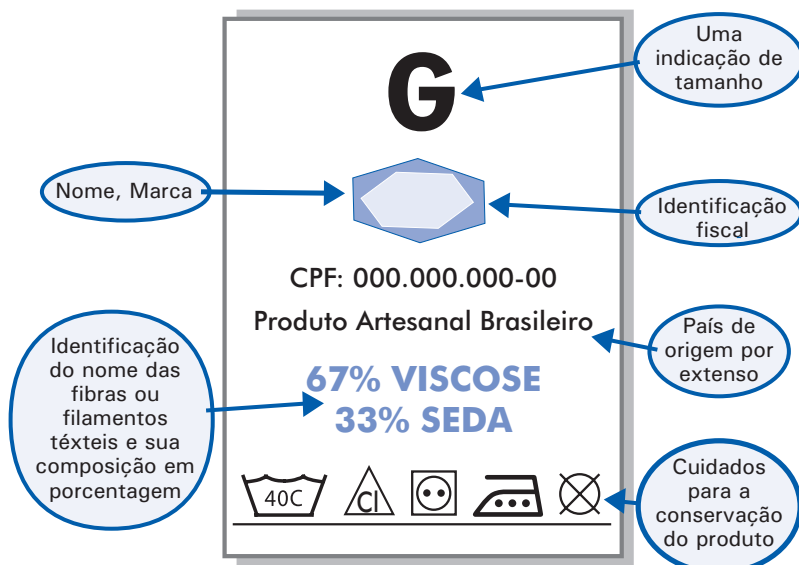 G
Uma
indicação de
tamanho
Nome, Marca
Identificação
fiscal
CPF: 000.000.000-00
Produto Artesanal Brasileiro
País de
origem por
extenso
Identificação
do nome das
fibras ou
filamentos
téxteis e sua
composição em
porcentagem
67% VISCOSE
33% SEDA
40C
Cl
Cuidados
para a
conservação
do produto